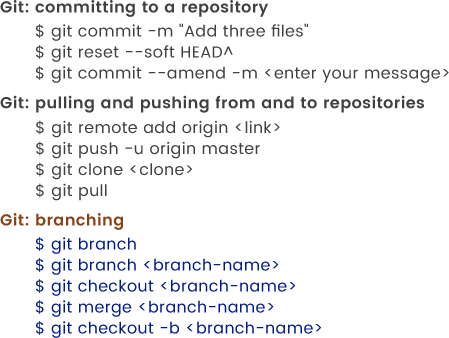 Git: committing to a repository
$ git commit -m "Add three files"
$ git reset --soft HEAD^
$ git commit --amend -m <enter your message>
Git: pulling and pushing from and to repositories
$ git remote add origin <link>
$ git push -u origin master
$ git clone <clone>
$ git pull
Git: branching
$ git branch
$ git branch <branch-name>
$ git checkout <branch-name>
$ git merge <branch-name>
$ git checkout -b <branch-name>